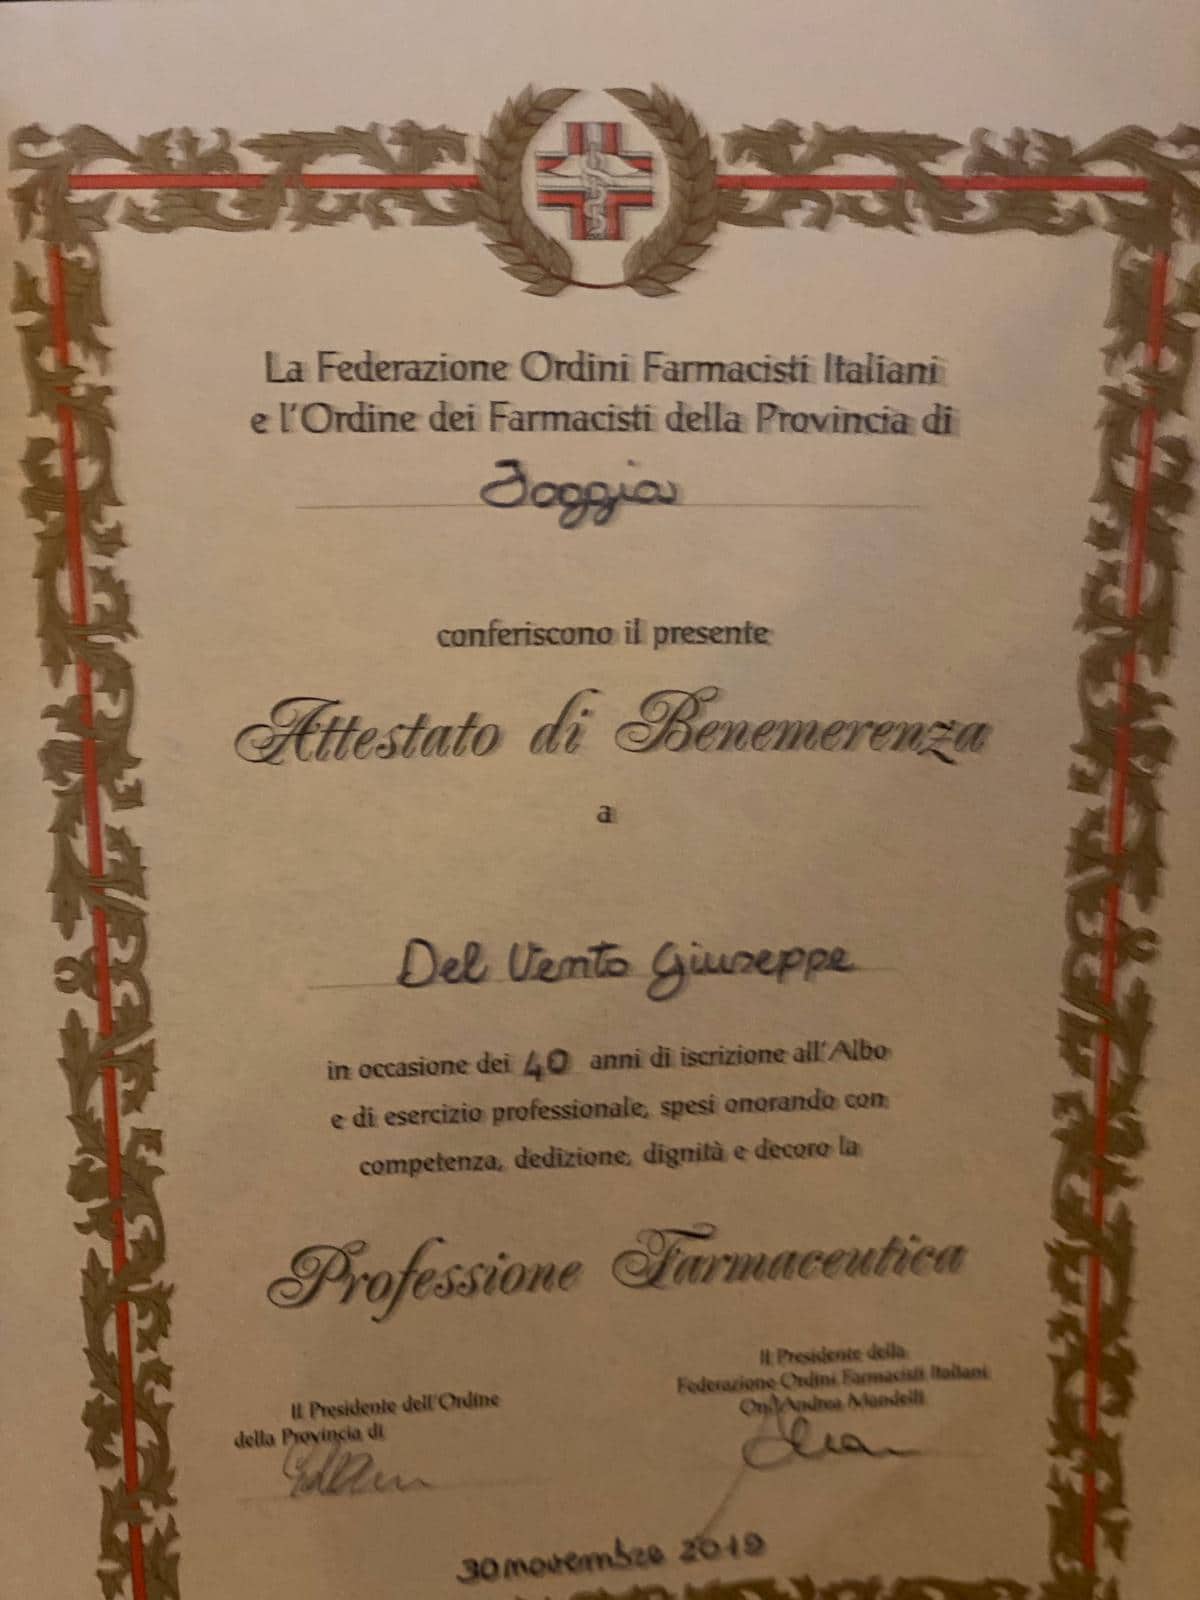 La Federazione Ordini Farmacisti Italiani
e l'Ordine dei Farmacisti della Provincia di
Foggia
conferiscono il presente
Attestato di Benemerenza
a
Del Vento Giuseppe
in occasione dei 40 anni di iscrizione all'Albo
e di esercizio professionale, spesi onorando con
competenza, dedizione, dignità e decoro la
Professione Farmaceutica
Il Presidente dell'Ordine
della Provincia di
Il Presidente della
Federazione Ordini Farmacisti Italiani
On. Andrea Mandelli
30 novembre 2019